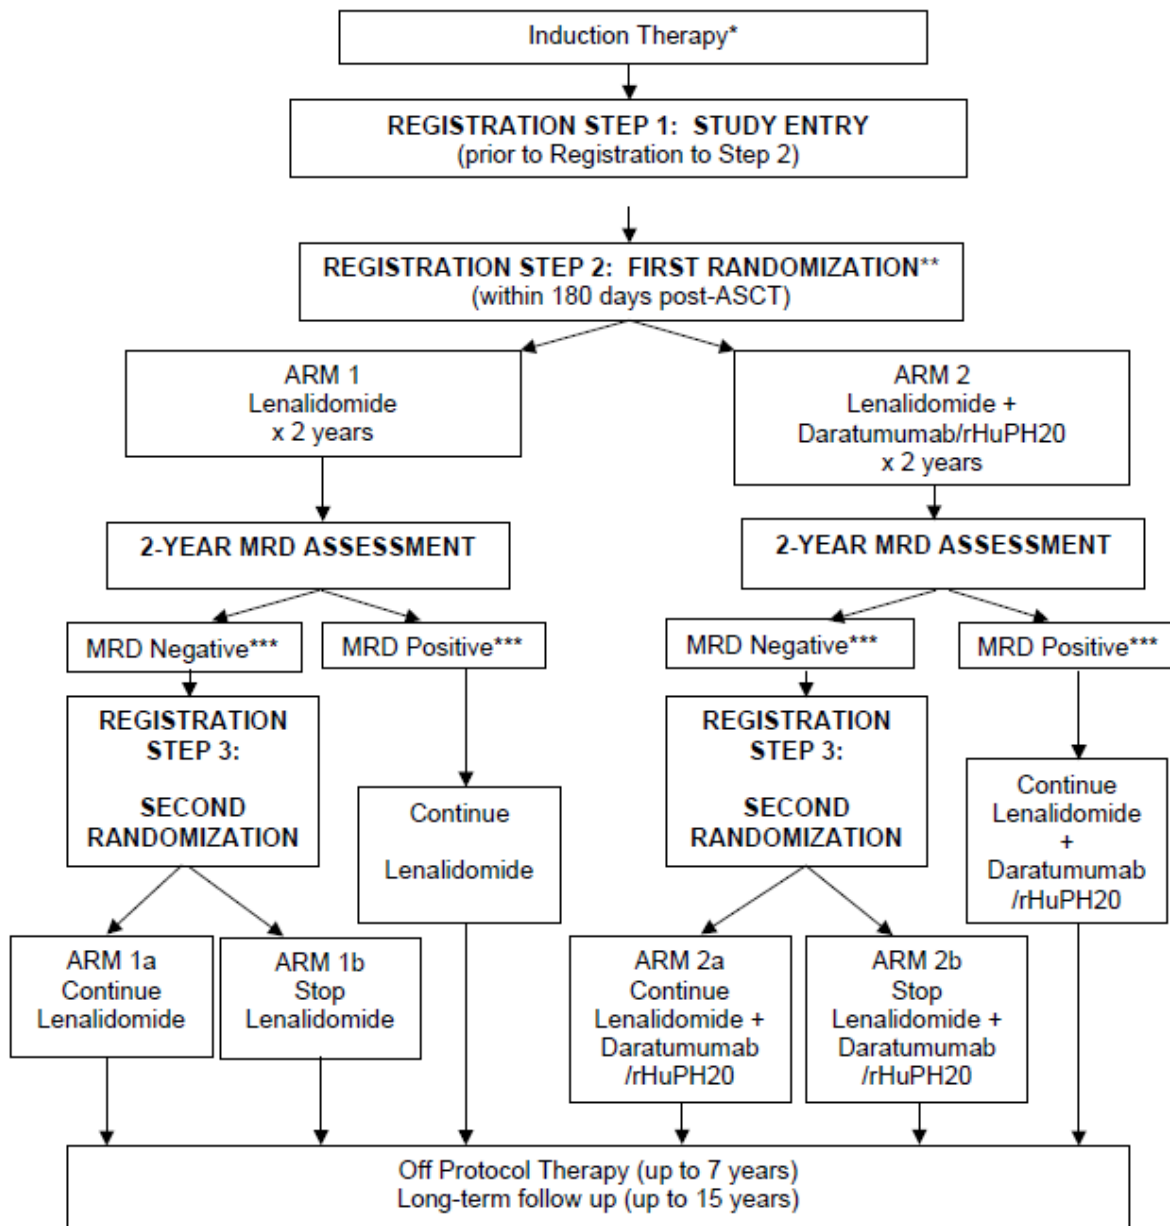 Induction Therapy*
REGISTRATION STEP 1: STUDY ENTRY
(prior to Registration to Step 2)
REGISTRATION STEP 2: FIRST RANDOMIZATION**
(within 180 days post-ASCT)
ARM 1
Lenalidomide
x 2 years
ARM 2
Lenalidomide +
Daratumumab/rHuPH20
x 2 years
2-YEAR MRD ASSESSMENT
2-YEAR MRD ASSESSMENT
MRD Negative***
MRD Positive***
MRD Negative***
MRD Positive***
REGISTRATION
STEP 3:
SECOND
RANDOMIZATION
Continue
Lenalidomide
REGISTRATION
STEP 3:
SECOND
RANDOMIZATION
Continue
Lenalidomide
+
Daratumumab
/rHuPH20
ARM 1a
Continue
Lenalidomide
ARM 1b
Stop
Lenalidomide
ARM 2a
Continue
Lenalidomide +
Daratumumab
/rHuPH20
ARM 2b
Stop
Lenalidomide +
Daratumumab
/rHuPH20
Off Protocol Therapy (up to 7 years)
Long-term follow up (up to 15 years)